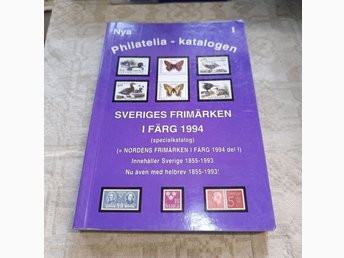 Nya I
Philatelia - katalogen
SVERIGES FRIMÄRKEN
I FÄRG 1994
(specialkatalog)
(= NORDENS FRIMÄRKEN I FÄRG 1994 del I)
Innehåller Sverige 1855-1993
Nu även med helbrev 1855-1993!